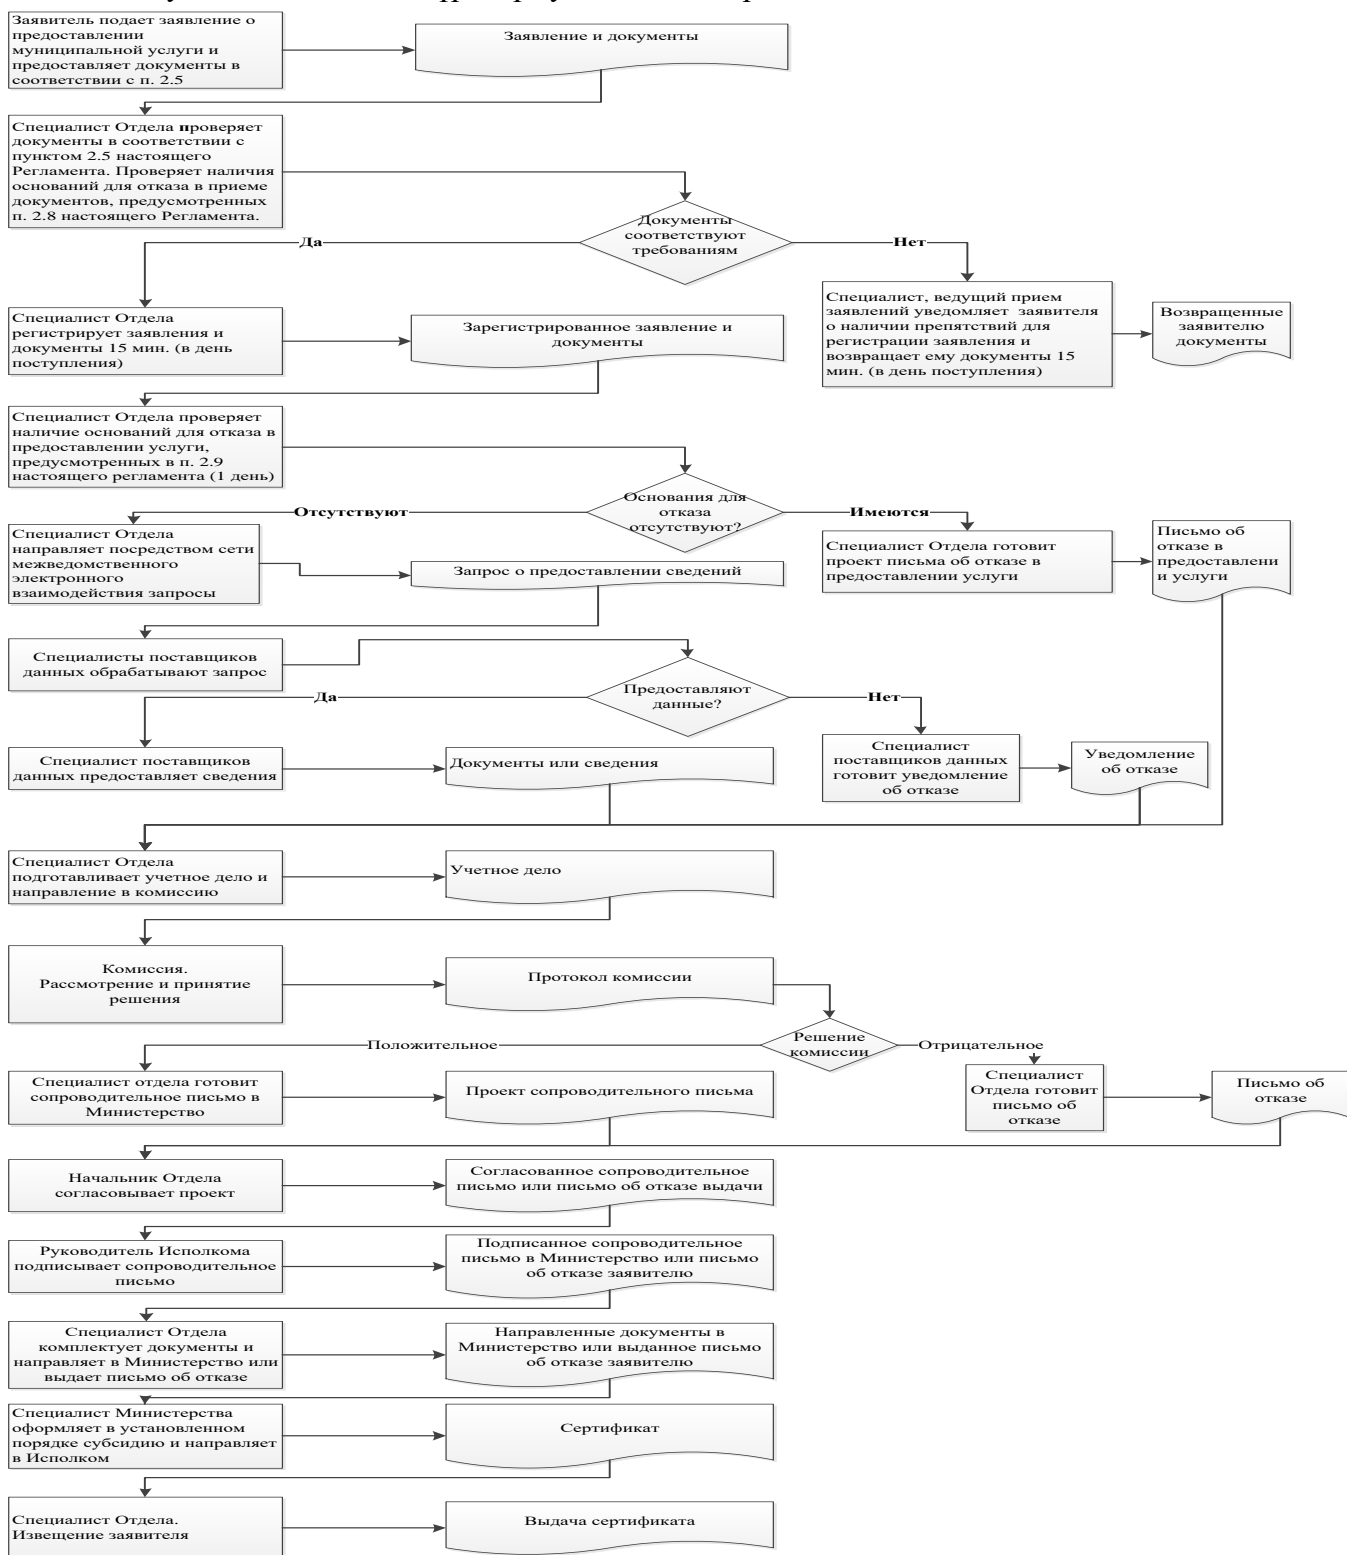 Заявитель подает заявление о
предоставлении
муниципальной услуги и
предоставляет документы в
соответствии с п. 2.5
Заявление и документы
Специалист Отдела проверяет
документы в соответствии с
пунктом 2.5 настоящего
Регламента. Проверяет наличия
оснований для отказа в приеме
документов, предусмотренных
п. 2.8 настоящего Регламента.
Документы
соответствуют
требованиям
Да
Нет
Специалист Отдела
регистрирует заявления и
документы 15 мин. (в день
поступления)
Зарегистрированное заявление и
документы
Специалист, ведущий прием
заявлений уведомляет заявителя
о наличии препятствий для
регистрации заявления и
возвращает ему документы 15
мин. (в день поступления)
Возвращенные
заявителю
документы
Специалист Отдела проверяет
наличие оснований для отказа в
предоставлении услуги,
предусмотренных в п. 2.9
настоящего регламента (1 день)
Основания для
отказа
отсутствуют?
Отсутствуют
Имеются
Специалист Отдела
направляет посредством сети
межведомственного
электронного
взаимодействия запросы
Запрос о предоставлении сведений
Специалист Отдела готовит
проект письма об отказе в
предоставлении услуги
Письмо об
отказе в
предоставлени
и услуги
Специалисты поставщиков
данных обрабатывают запрос
Предоставляют
данные?
Да
Нет
Специалист поставщиков
данных предоставляет сведения
Документы или сведения
Специалист
поставщиков данных
готовит уведомление
об отказе
Уведомление
об отказе
Специалист Отдела
подготавливает учетное дело и
направление в комиссию
Учетное дело
Комиссия.
Рассмотрение и принятие
решения
Протокол комиссии
Решение
комиссии
Положительное
Отрицательное
Специалист отдела готовит
сопроводительное письмо в
Министерство
Проект сопроводительного письма
Специалист
Отдела готовит
письмо об
отказе
Письмо об
отказе
Начальник Отдела
согласовывает проект
Согласованное сопроводительное
письмо или письмо об отказе выдачи
Руководитель Исполкома
подписывает сопроводительное
письмо
Подписанное сопроводительное
письмо в Министерство или письмо
об отказе заявителю
Специалист Отдела
комплектует документы и
направляет в Министерство или
выдает письмо об отказе
Направленные документы в
Министерство или выданное письмо
об отказе заявителю
Специалист Министерства
оформляет в установленном
порядке субсидию и направляет
в Исполком
Сертификат
Специалист Отдела.
Извещение заявителя
Выдача сертификата